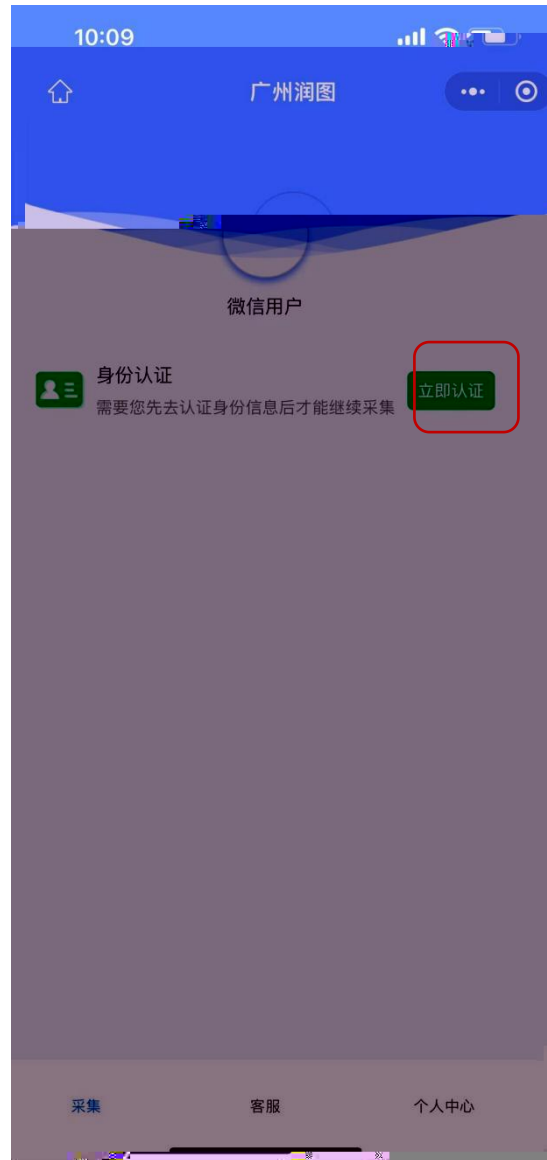 10:09
广州润图
微信用户
身份认证
需要您先去认证身份信息后才能继续采集
立即认证
采集
客服
个人中心